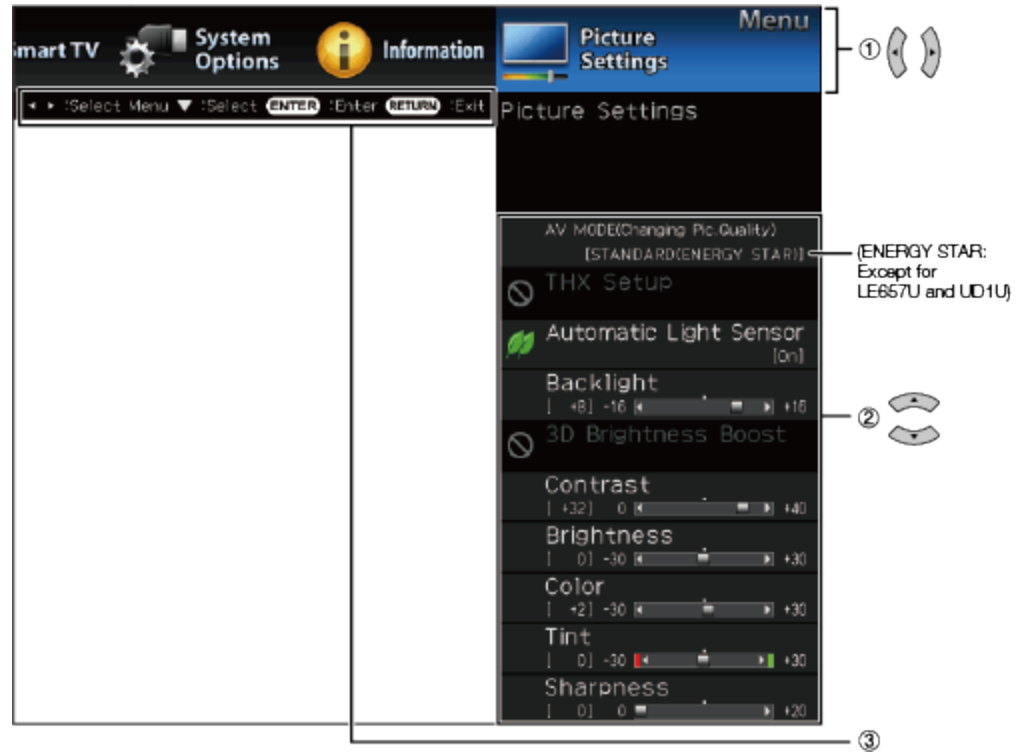 Menu
mart TV
System
Options
Information
Picture
Settings
①
◂ ▸ :Select Menu ▼ :Select ENTER :Enter RETURN :Exit
Picture Settings
AV MODE(Changing Pic.Quality)
[STANDARD(ENERGY STAR)]
(ENERGY STAR:
Except for
LE657U and UD1U)
THX Setup
Automatic Light Sensor
[On]
Backlight
[ +8] -16 +16
②
3D Brightness Boost
Contrast
[ +32] 0 +40
Brightness
[ 0] -30 +30
Color
[ +2] -30 +30
Tint
[ 0] -30 +30
Sharpness
[ 0] 0 +20
③